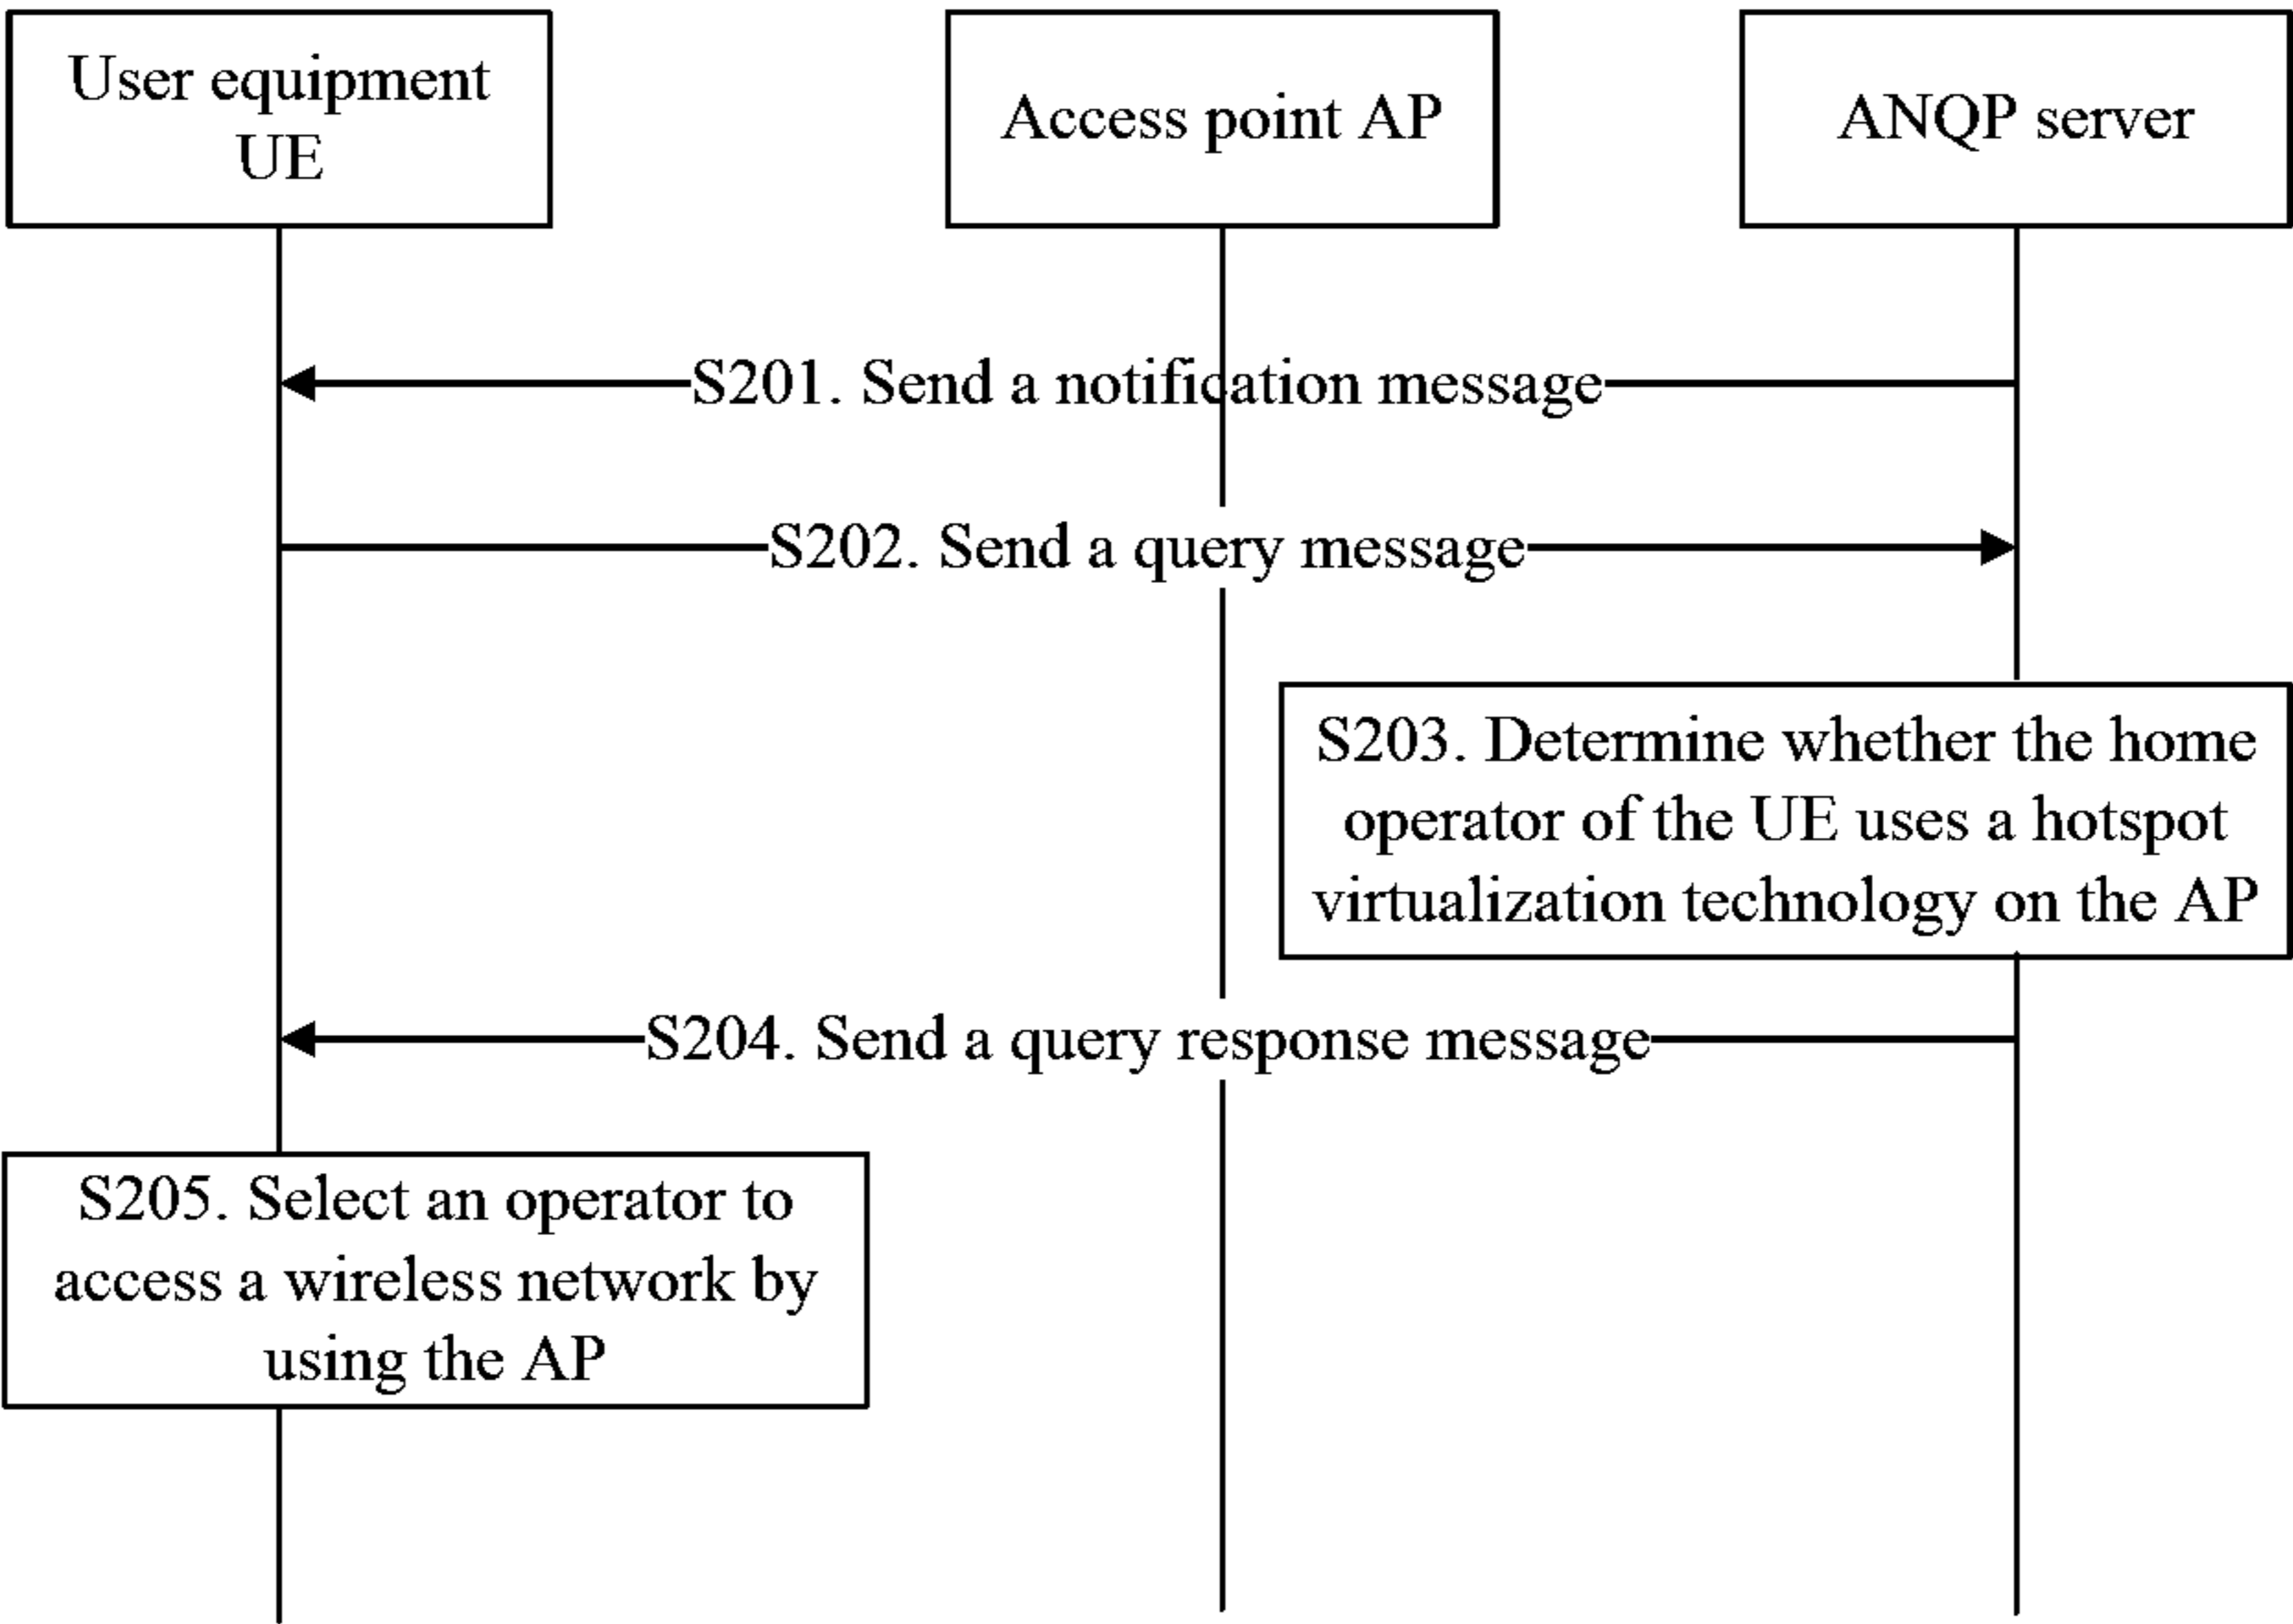 User equipment
UE
Access point AP
ANQP server
S201. Send a notification message
S202. Send a query message
S203. Determine whether the home
operator of the UE uses a hotspot
virtualization technology on the AP
S204. Send a query response message
S205. Select an operator to
access a wireless network by
using the AP